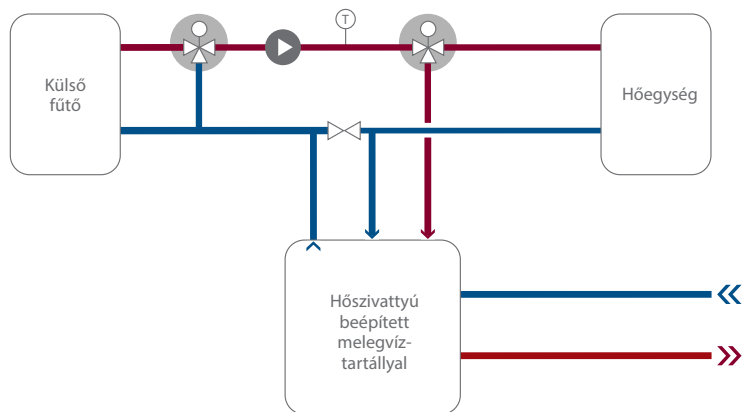 T
Külső
fűtő
Hőegység
Hőszivattyú
beépített
melegvíz-
tartállyal